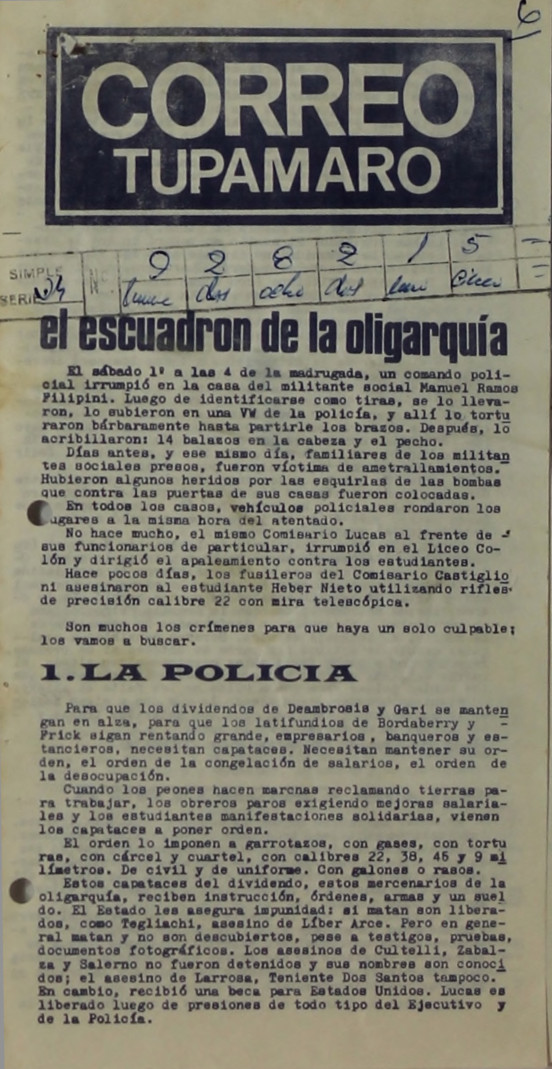 6
CORREO
TUPAMARO
SIMPLE
SERIE 34 N. 9 2 8 2 1 5
nueve dos ocho dos uno cinco
el escuadron de la oligarquía
El sábado 1º a las 4 de la madrugada, un comando poli-
cial irrumpió en la casa del militante social Manuel Ramos
Filipini. Luego de identificarse como tiras, se lo lleva-
ron, lo subieron en una VW de la policía, y allí lo tortu
raron bárbaramente hasta partirle los brazos. Después, lo
acribillaron: 14 balazos en la cabeza y el pecho.
Días antes, y ese mismo día, familiares de los militan
tes sociales presos, fueron víctima de ametrallamientos.
Hubieron algunos heridos por las esquirlas de las bombas
que contra las puertas de sus casas fueron colocadas.
En todos los casos, vehículos policiales rondaron los
lugares a la misma hora del atentado.
No hace mucho, el mismo Comisario Lucas al frente de
sus funcionarios de particular, irrumpió en el Liceo Co-
lón y dirigió el apaleamiento contra los estudiantes.
Hace pocos días, los fusileros del Comisario Castiglio
ni asesinaron al estudiante Heber Nieto utilizando rifles
de precisión calibre 22 con mira telescópica.
Son muchos los crímenes para que haya un solo culpable;
los vamos a buscar.
1. LA POLICIA
Para que los dividendos de Deambrosis y Gari se manten
gan en alza, para que los latifundios de Bordaberry y
Frick sigan rentando grande, empresarios, banqueros y es-
tancieros, necesitan capataces. Necesitan mantener su or-
den, el orden de la congelación de salarios, el orden de
la desocupación.
Cuando los peones hacen marchas reclamando tierras pa-
ra trabajar, los obreros paros exigiendo mejoras salaria-
les y los estudiantes manifestaciones solidarias, vienen
los capataces a poner orden.
El orden lo imponen a garrotazos, con gases, con tortu
ras, con cárcel y cuartel, con calibres 22, 38, 45 y 9 mi
límetros. De civil y de uniforme. Con galones o rasos.
Estos capataces del dividendo, estos mercenarios de la
oligarquía, reciben instrucción, órdenes, armas y un suel
do. El Estado les asegura impunidad: si matan son libera-
dos, como Tegliachi, asesino de Líber Arce. Pero en gene-
ral matan y no son descubiertos, pese a testigos, pruebas,
documentos fotográficos. Los asesinos de Cultelli, Zabal-
za y Salerno no fueron detenidos y sus nombres son conoci
dos; el asesino de Larrosa, Teniente Dos Santos tampoco.
En cambio, recibió una beca para Estados Unidos. Lucas es
liberado luego de presiones de todo tipo del Ejecutivo y
de la Policía.